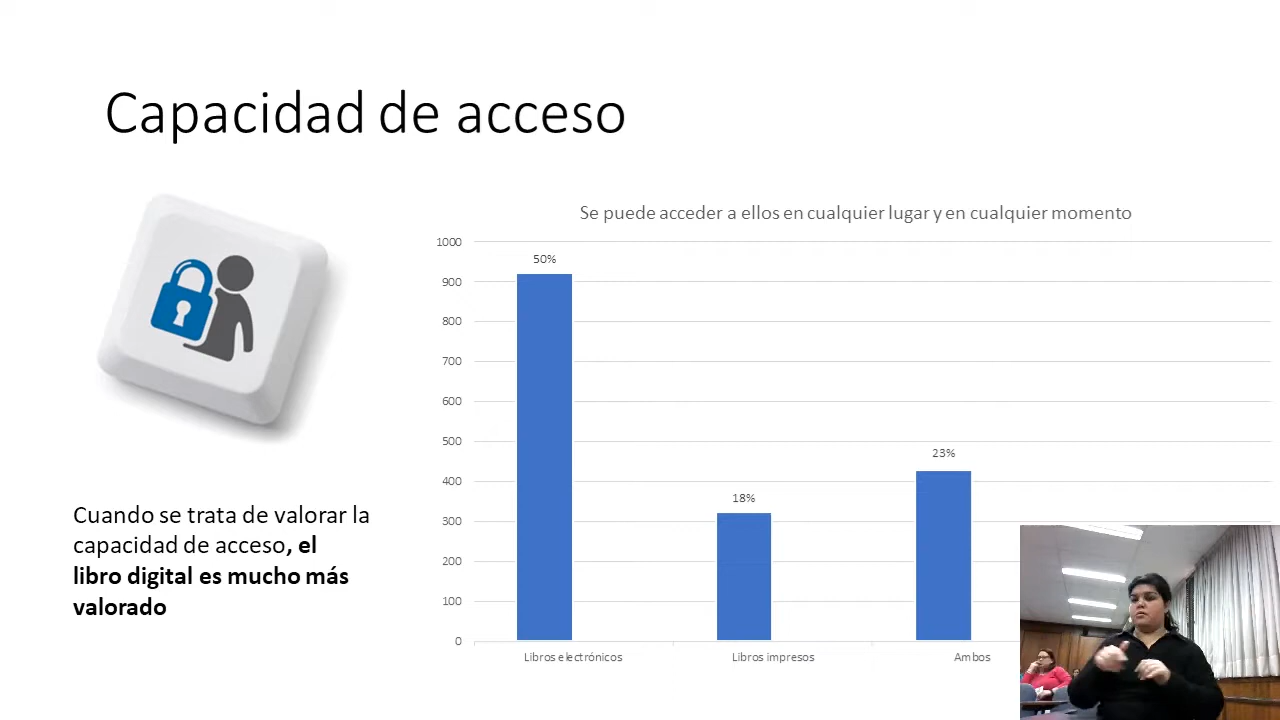 Capacidad de acceso
Se puede acceder a ellos en cualquier lugar y en cualquier momento
1000
900
800
700
600
500
400
300
200
100
0
50%
18%
23%
Libros electrónicos
Libros impresos
Ambos
Cuando se trata de valorar la
capacidad de acceso, el
libro digital es mucho más
valorado